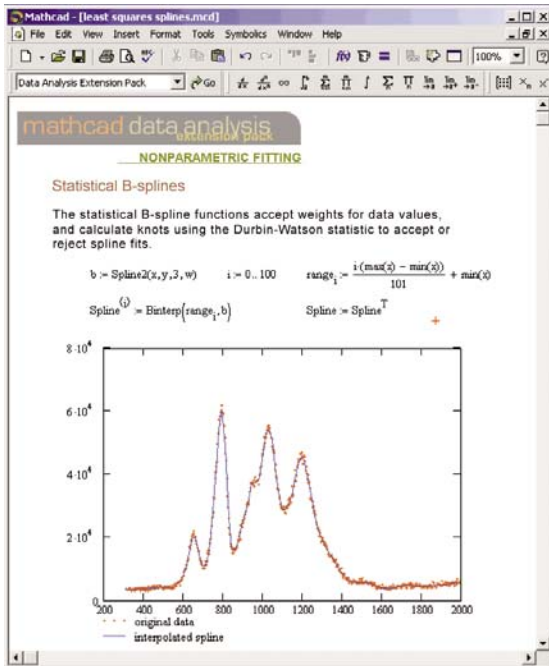 Mathcad - [least squares splines.mcd]
File Edit View Insert Format Tools Symbolics Window Help
100%
Data Analysis Extension Pack Go
mathcad data analysis
extension pack
NONPARAMETRIC FITTING
Statistical B-splines
The statistical B-spline functions accept weights for data values,
and calculate knots using the Durbin-Watson statistic to accept or
reject spline fits.
b := Spline2(x,y,3,w) i := 0.. 100 range_i := i·(max(x) − min(x)) / 101 + min(x)
Spline^⟨i⟩ := Binterp(range_i,b) Spline := Spline^T
8·10^4
6·10^4
4·10^4
2·10^4
0
200 400 600 800 1000 1200 1400 1600 1800 2000
original data
interpolated spline